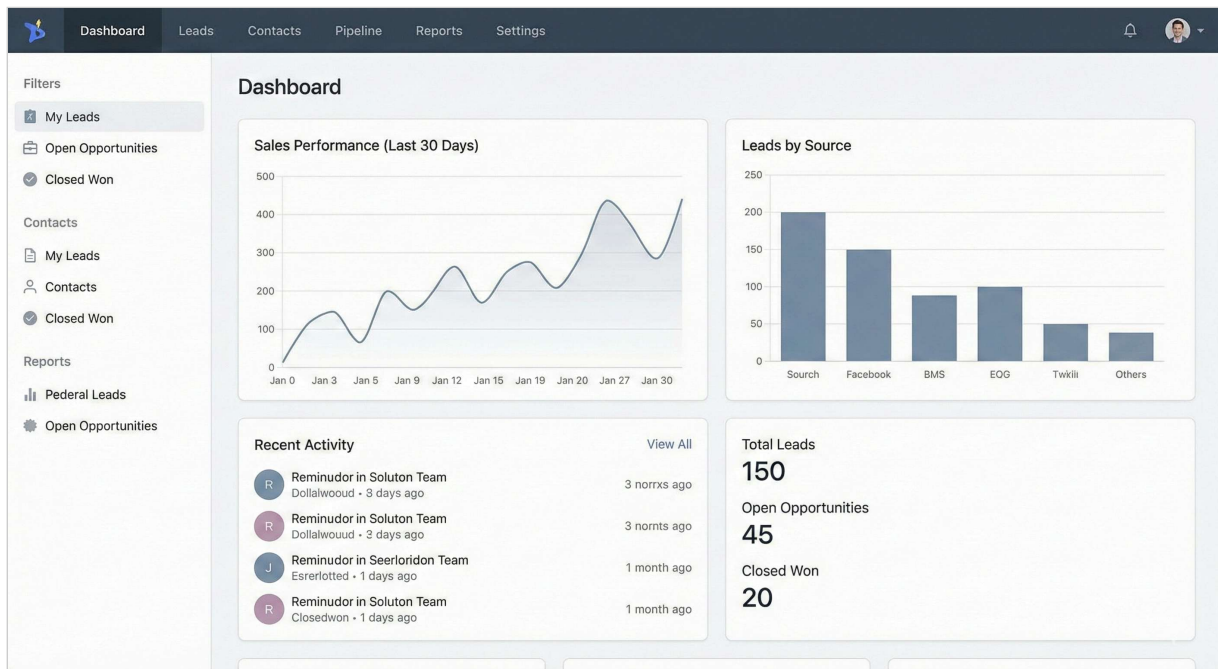 Dashboard
Leads
Contacts
Pipeline
Reports
Settings
Filters
My Leads
Open Opportunities
Closed Won
Contacts
My Leads
Contacts
Closed Won
Reports
Pederal Leads
Open Opportunities
Dashboard
Sales Performance (Last 30 Days)
500
400
300
200
100
0
Jan 0 Jan 3 Jan 5 Jan 9 Jan 12 Jan 15 Jan 19 Jan 20 Jan 27 Jan 30
Leads by Source
250
200
150
100
50
0
Sourch Facebook BMS EOG Twkiii Others
Recent Activity
View All
R
Reminudor in Soluton Team
Dollalwooud • 3 days ago
3 norrxs ago
R
Reminudor in Soluton Team
Dollalwouud • 3 days ago
3 nornts ago
J
Reminudor in Seerloridon Team
Esrerlotted • 1 days ago
1 month ago
R
Reminudor in Soluton Team
Closedwon • 1 days ago
1 month ago
Total Leads
150
Open Opportunities
45
Closed Won
20